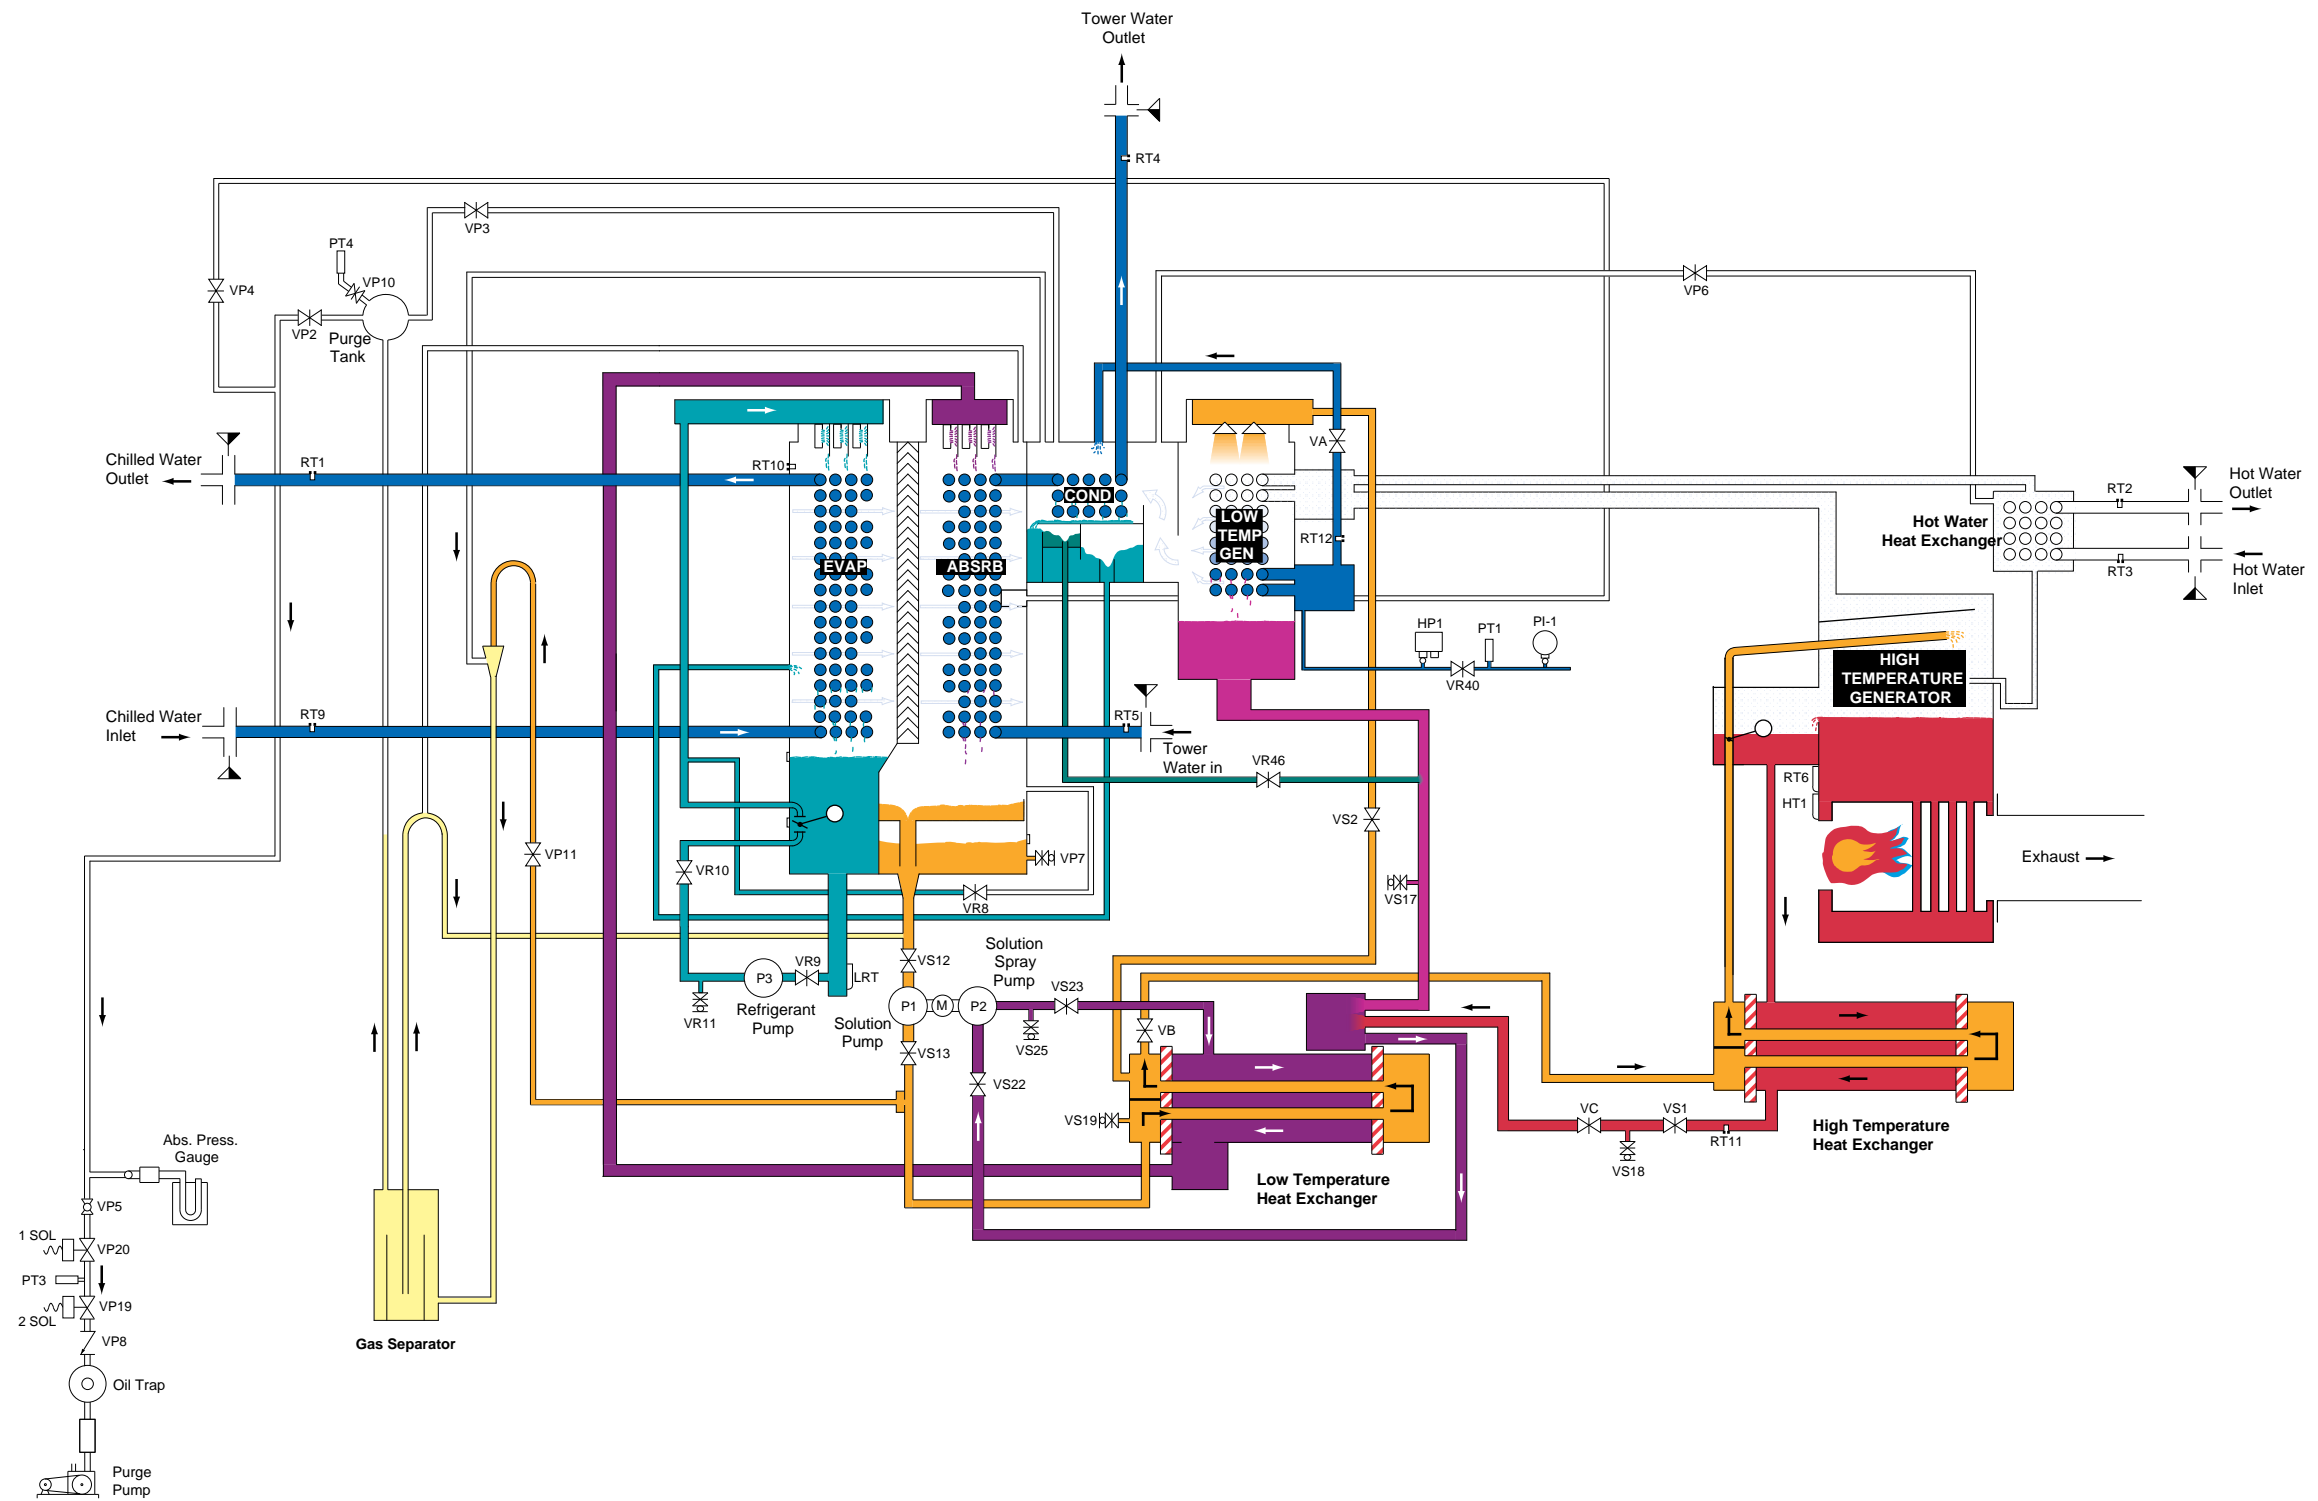 Tower Water
Outlet
RT4
VP3
PT4
VP10
VP4
VP2
Purge
Tank
VP6
VA
Chilled Water
Outlet
RT1
RT10
COND
LOW
TEMP
GEN
RT12
Hot Water
Heat Exchanger
RT2
Hot Water
Outlet
RT3
Hot Water
Inlet
EVAP
ABSRB
HP1
PT1
PI-1
VR40
HIGH
TEMPERATURE
GENERATOR
Chilled Water
Inlet
RT9
RT5
Tower
Water in
VR46
RT6
HT1
VS2
VP11
VR10
VP7
Exhaust
VR8
VS17
Solution
Spray
Pump
VS12
P3
VR9
LRT
VR11
Refrigerant
Pump
P1
M
P2
Solution
Pump
VS23
VS25
VB
VS13
VS22
VS19
VC
VS1
RT11
VS18
High Temperature
Heat Exchanger
Low Temperature
Heat Exchanger
Abs. Press.
Gauge
VP5
1 SOL
VP20
PT3
VP19
2 SOL
VP8
Gas Separator
Oil Trap
Purge
Pump